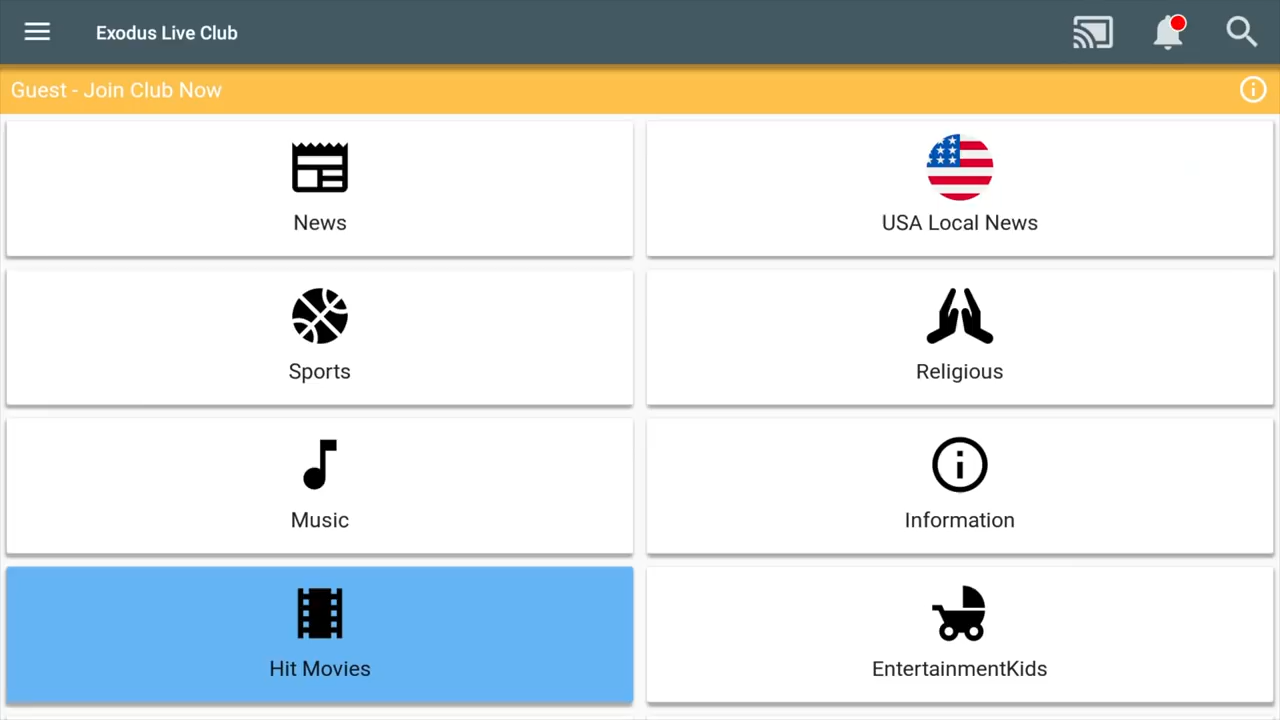 Exodus Live Club
Guest - Join Club Now
News
USA Local News
Sports
Religious
Music
Information
Hit Movies
EntertainmentKids